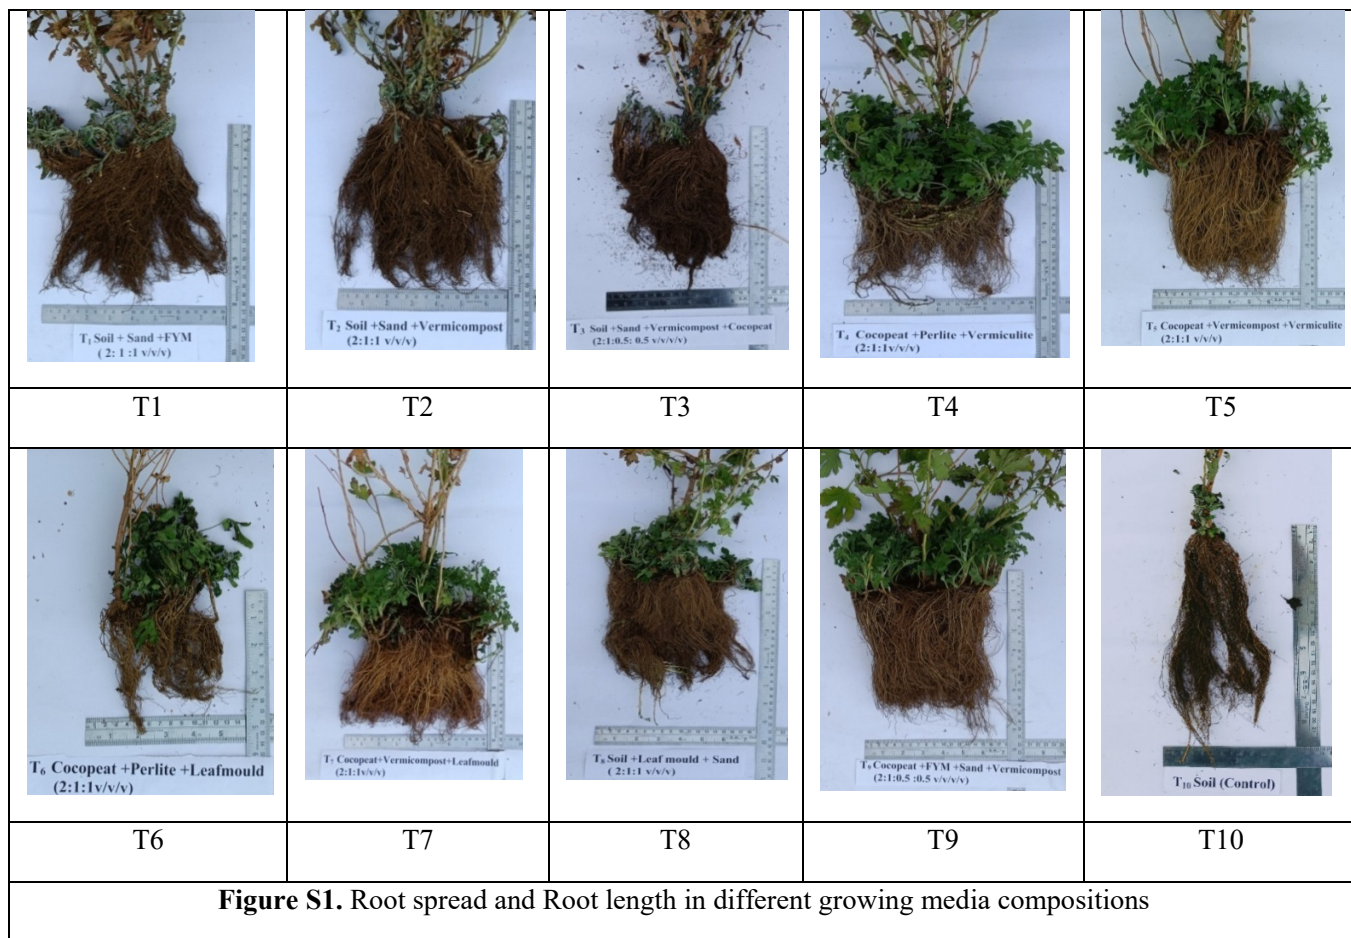 T1 Soil + Sand +FYM
( 2: 1 :1 v/v/v)
T2 Soil +Sand +Vermicompost
(2:1:1 v/v/v)
T3 Soil +Sand +Vermicompost +Cocopeat
(2:1:0.5: 0.5 v/v/v/v)
T4 Cocopeat +Perlite +Vermiculite
(2:1:1v/v/v)
T5 Cocopeat +Vermicompost +Vermiculite
(2:1:1 v/v/v)
T1
T2
T3
T4
T5
T6 Cocopeat +Perlite +Leafmould
(2:1:1v/v/v)
T7 Cocopeat+Vermicompost+Leafmould
(2:1:1v/v/v)
T8 Soil +Leaf mould + Sand
( 2:1:1 v/v/v)
T9 Cocopeat +FYM +Sand +Vermicompost
(2:1:0.5 :0.5 v/v/v/v)
T10 Soil (Control)
T6
T7
T8
T9
T10
Figure S1. Root spread and Root length in different growing media compositions